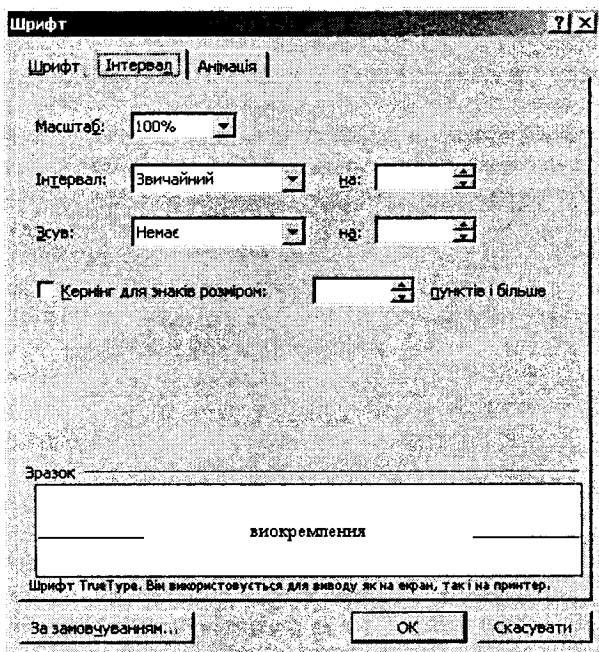 Шрифт
Шрифт Інтервал Анімація
Масштаб: 100%
Інтервал: Звичайний на:
Зсув: Немає на:
Кернінг для знаків розміром: пунктів і більше
Зразок
виокремлення
Шрифт TrueType. Він використовується для виводу як на екран, так і на принтер.
За замовчуванням... ОК Скасувати